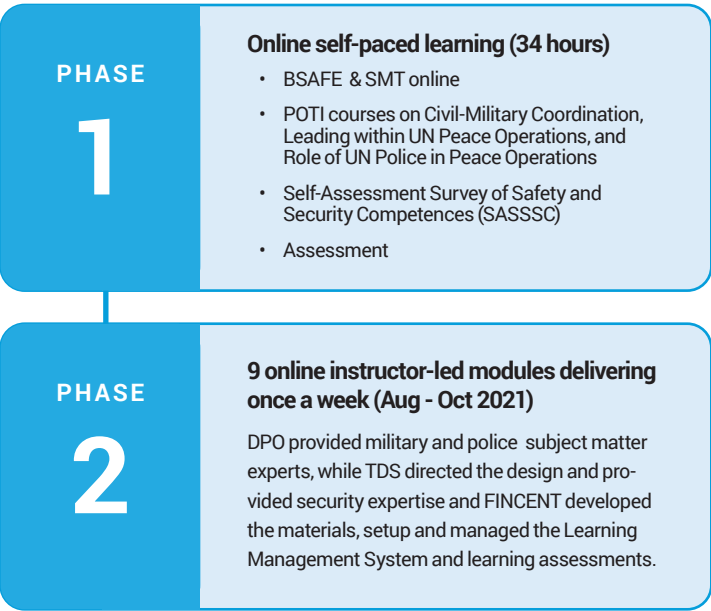 PHASE
1
Online self-paced learning (34 hours)
• BSAFE & SMT online
• POTI courses on Civil-Military Coordination,
Leading within UN Peace Operations, and
Role of UN Police in Peace Operations
• Self-Assessment Survey of Safety and
Security Competences (SASSSC)
• Assessment
PHASE
2
9 online instructor-led modules delivering
once a week (Aug - Oct 2021)
DPO provided military and police subject matter
experts, while TDS directed the design and pro-
vided security expertise and FINCENT developed
the materials, setup and managed the Learning
Management System and learning assessments.